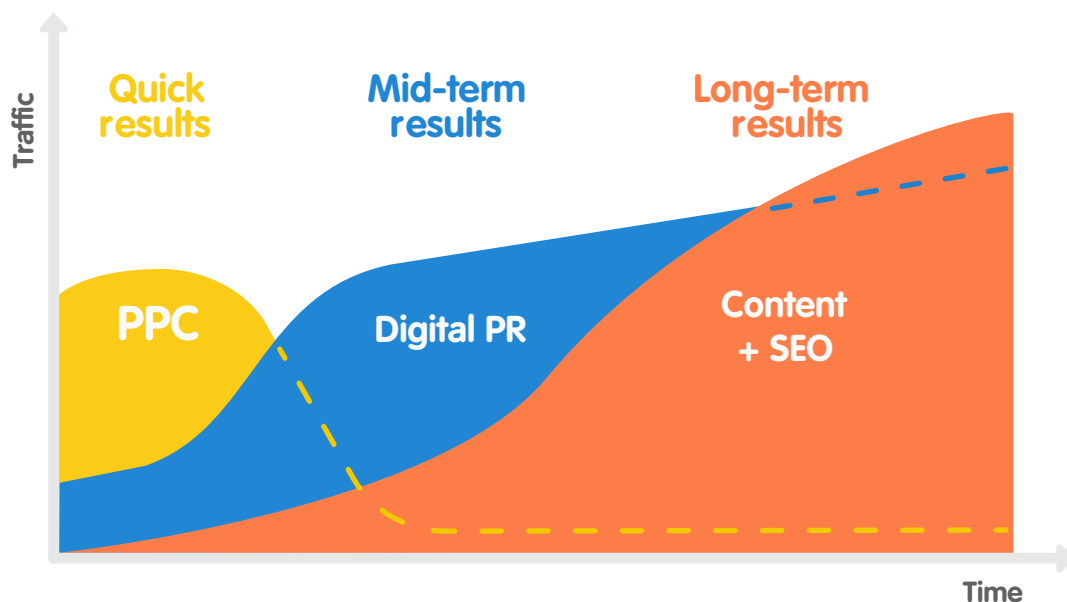 Traffic
Quick
results
Mid-term
results
Long-term
results
PPC
Digital PR
Content
+ SEO
Time